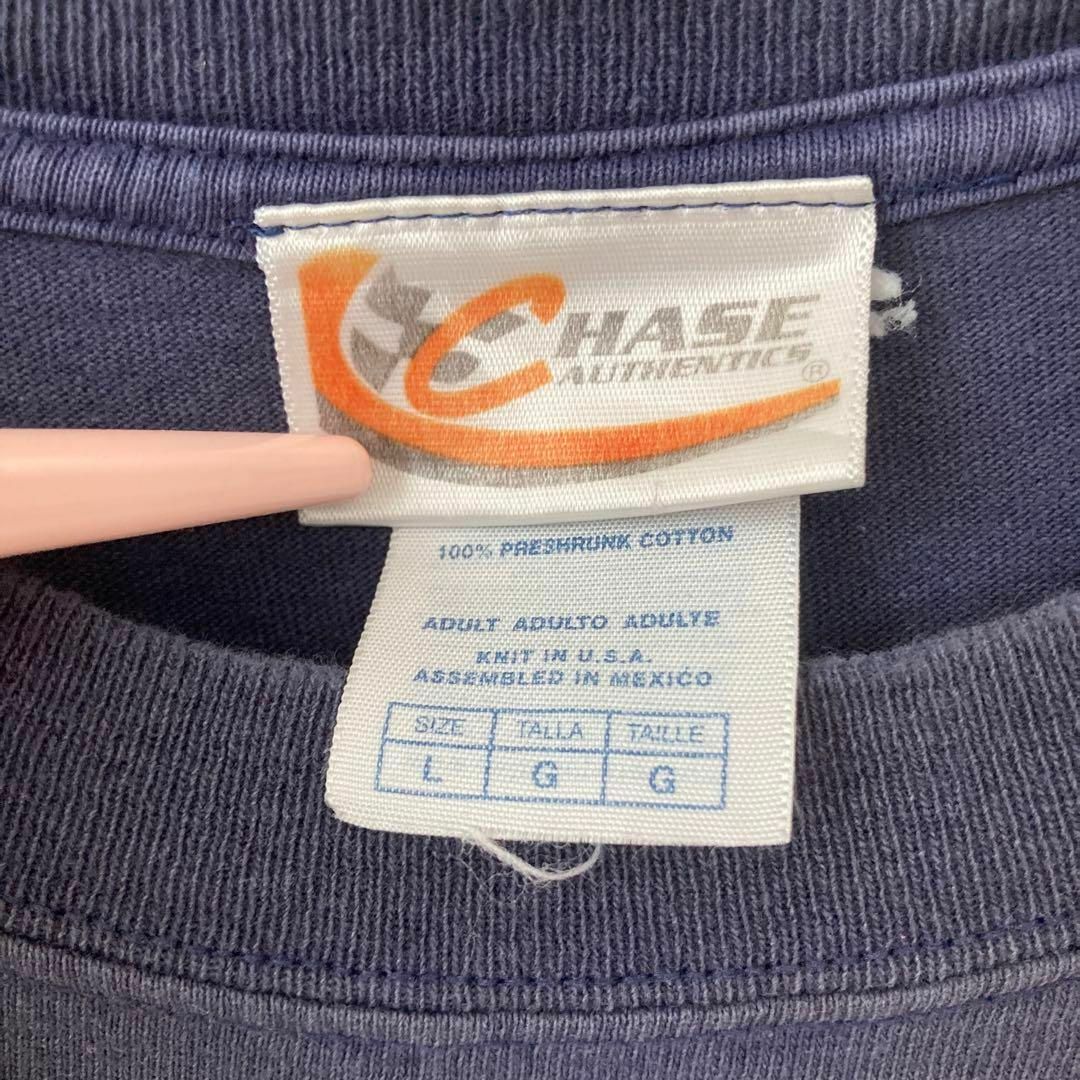 CHASE
AUTHENTICS®
100% PRESHRUNK COTTON
ADULT ADULTO ADULTE
KNIT IN U.S.A.
ASSEMBLED IN MEXICO
SIZE TALLA TAILLE
L G G